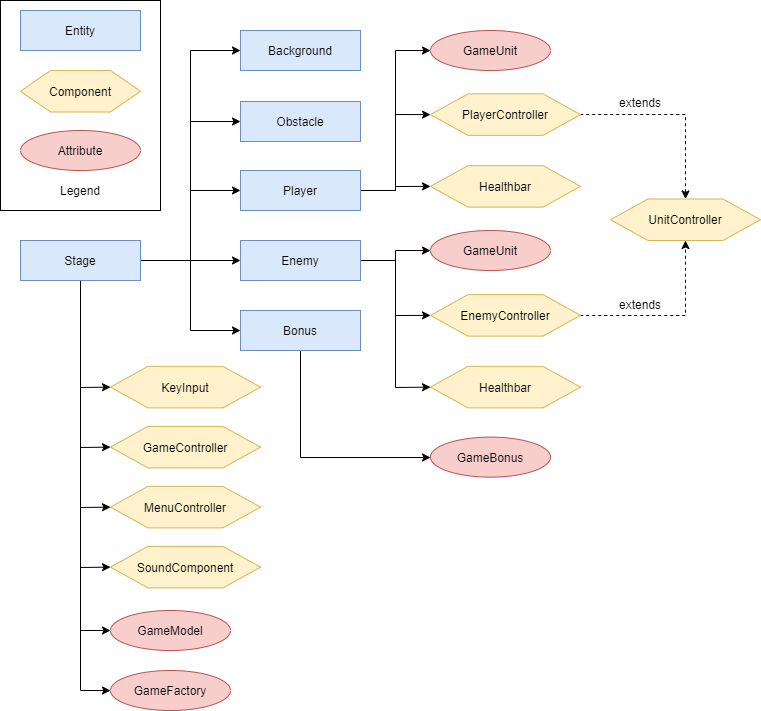 Entity
Component
Attribute
Legend
Background
Obstacle
Player
GameUnit
PlayerController
Healthbar
extends
UnitController
Stage
Enemy
GameUnit
EnemyController
extends
Healthbar
Bonus
GameBonus
KeyInput
GameController
MenuController
SoundComponent
GameModel
GameFactory